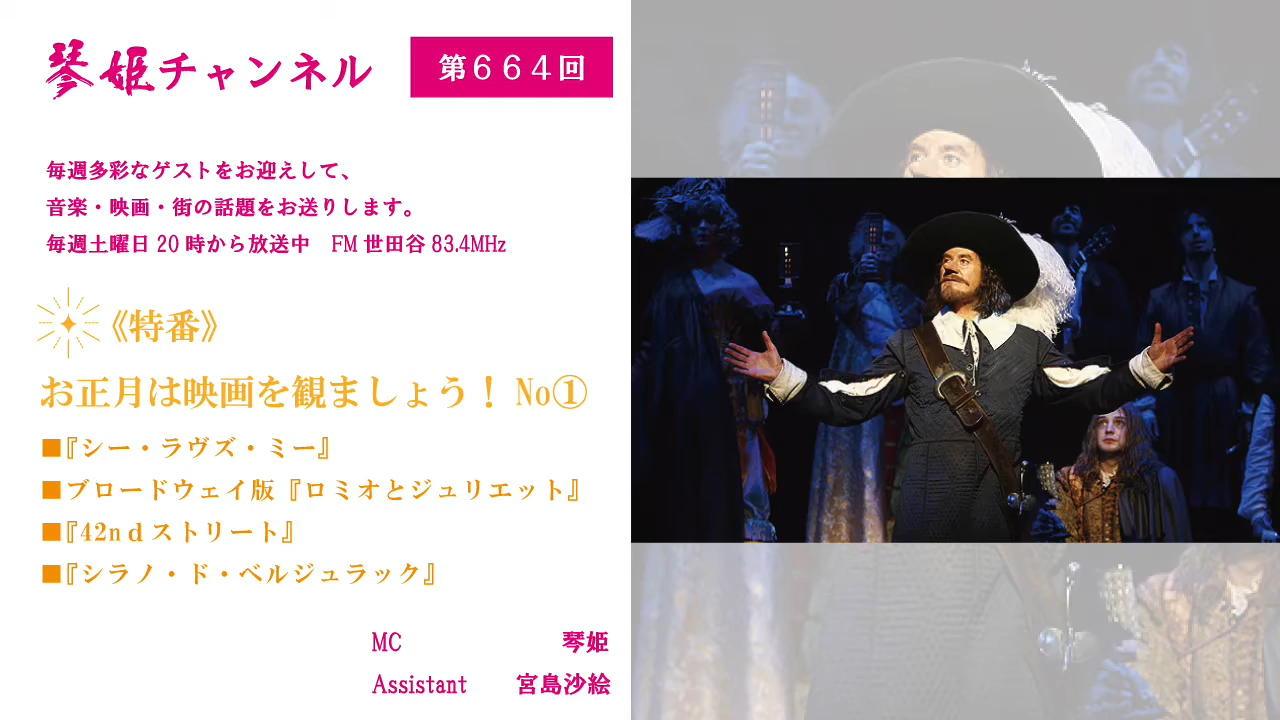 琴姫チャンネル
第６６４回
毎週多彩なゲストをお迎えして、
音楽・映画・街の話題をお送りします。
毎週土曜日 20 時から放送中　FM 世田谷 83.4MHz
《特番》
お正月は映画を観ましょう！ No①
■『シー・ラヴズ・ミー』
■ブロードウェイ版『ロミオとジュリエット』
■『42nｄストリート』
■『シラノ・ド・ベルジュラック』
MC　琴姫
Assistant　宮島沙絵